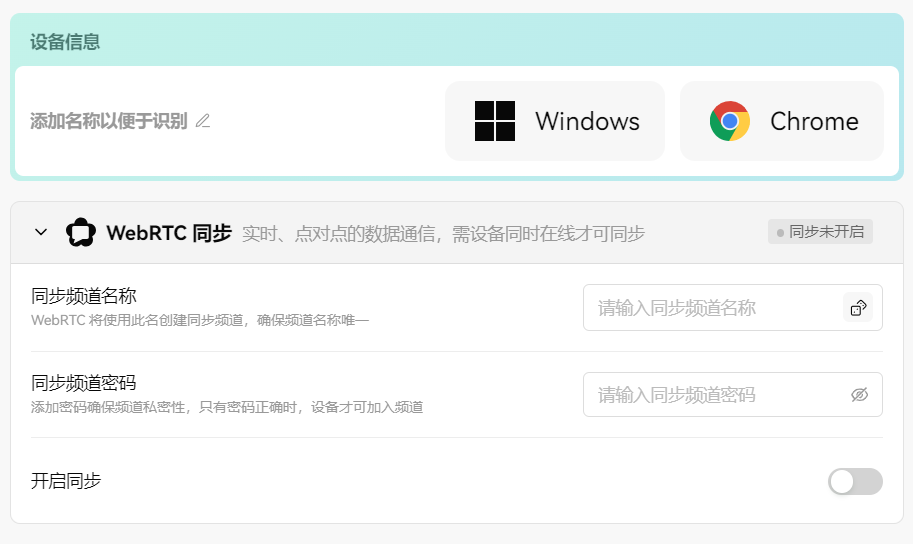 设备信息
添加名称以便于识别
Windows
Chrome
WebRTC 同步 实时、点对点的数据通信，需设备同时在线才可同步
同步未开启
同步频道名称
WebRTC 将使用此名创建同步频道，确保频道名称唯一
请输入同步频道名称
同步频道密码
添加密码确保频道私密性，只有密码正确时，设备才可加入频道
请输入同步频道密码
开启同步